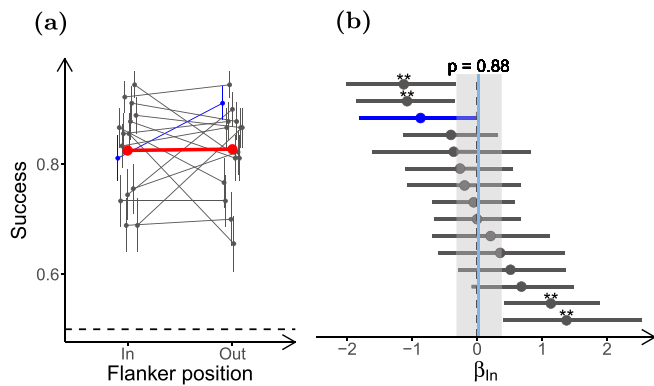 (a)
Success
0.8
0.6
In
Out
Flanker position
(b)
p = 0.88
**
**
**
**
−2
−1
0
1
2
βIn